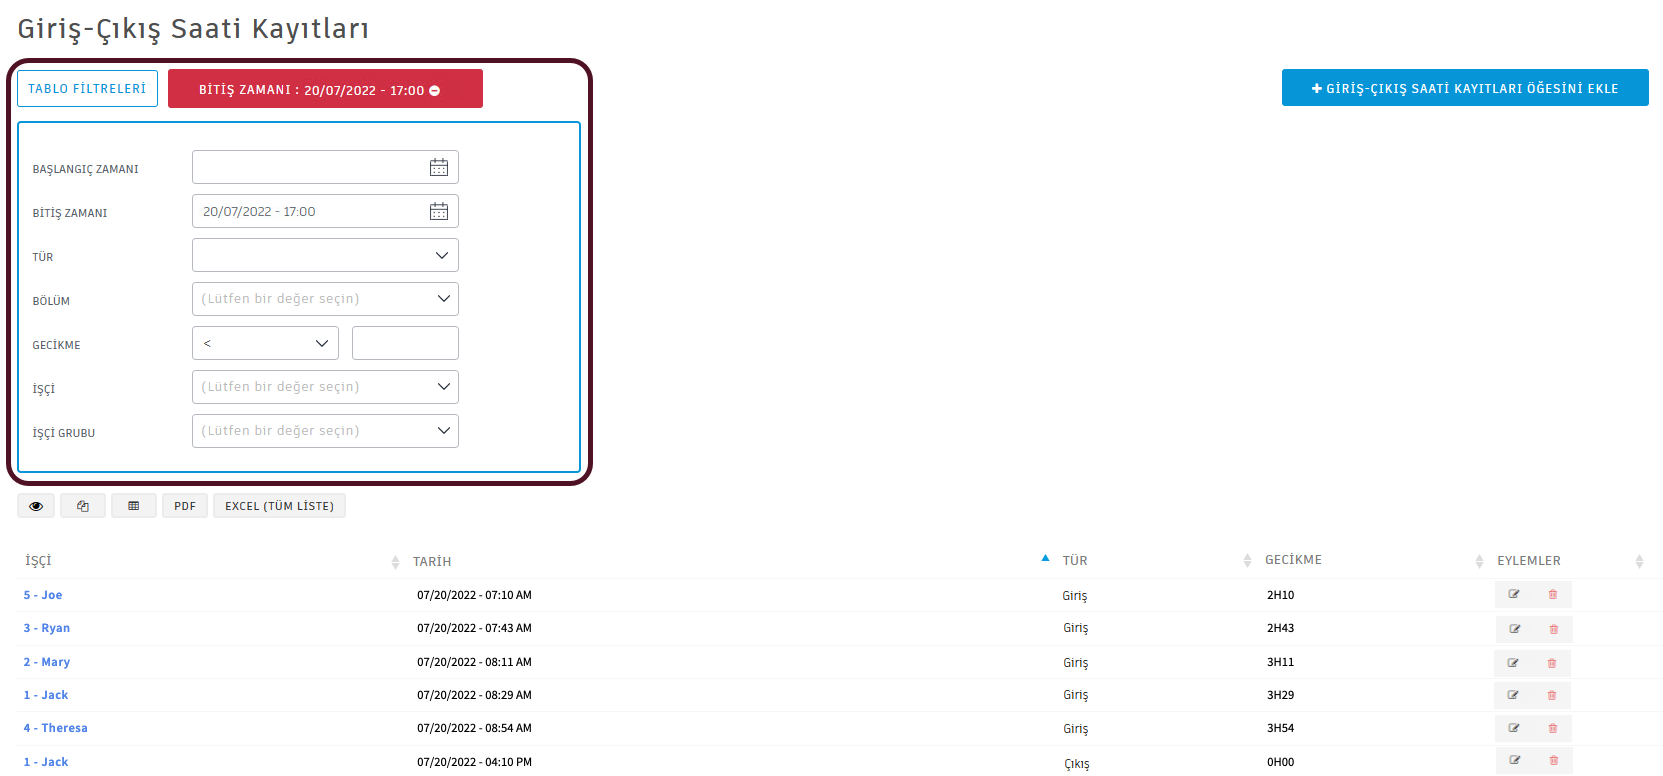 Giriş-Çıkış Saati Kayıtları
TABLO FİLTRELERİ
BİTİŞ ZAMANI : 20/07/2022 - 17:00
GİRİŞ-ÇIKIŞ SAATİ KAYITLARI ÖĞESİNİ EKLE
BAŞLANGIÇ ZAMANI
BİTİŞ ZAMANI 20/07/2022 - 17:00
TÜR
BÖLÜM (Lütfen bir değer seçin)
GECİKME <
İŞÇİ (Lütfen bir değer seçin)
İŞÇİ GRUBU (Lütfen bir değer seçin)
PDF EXCEL (TÜM LİSTE)
İŞÇİ TARİH TÜR GECİKME EYLEMLER
5 - Joe 07/20/2022 - 07:10 AM Giriş 2H10
3 - Ryan 07/20/2022 - 07:43 AM Giriş 2H43
2 - Mary 07/20/2022 - 08:11 AM Giriş 3H11
1 - Jack 07/20/2022 - 08:29 AM Giriş 3H29
4 - Theresa 07/20/2022 - 08:54 AM Giriş 3H54
1 - Jack 07/20/2022 - 04:10 PM Çıkış 0H00